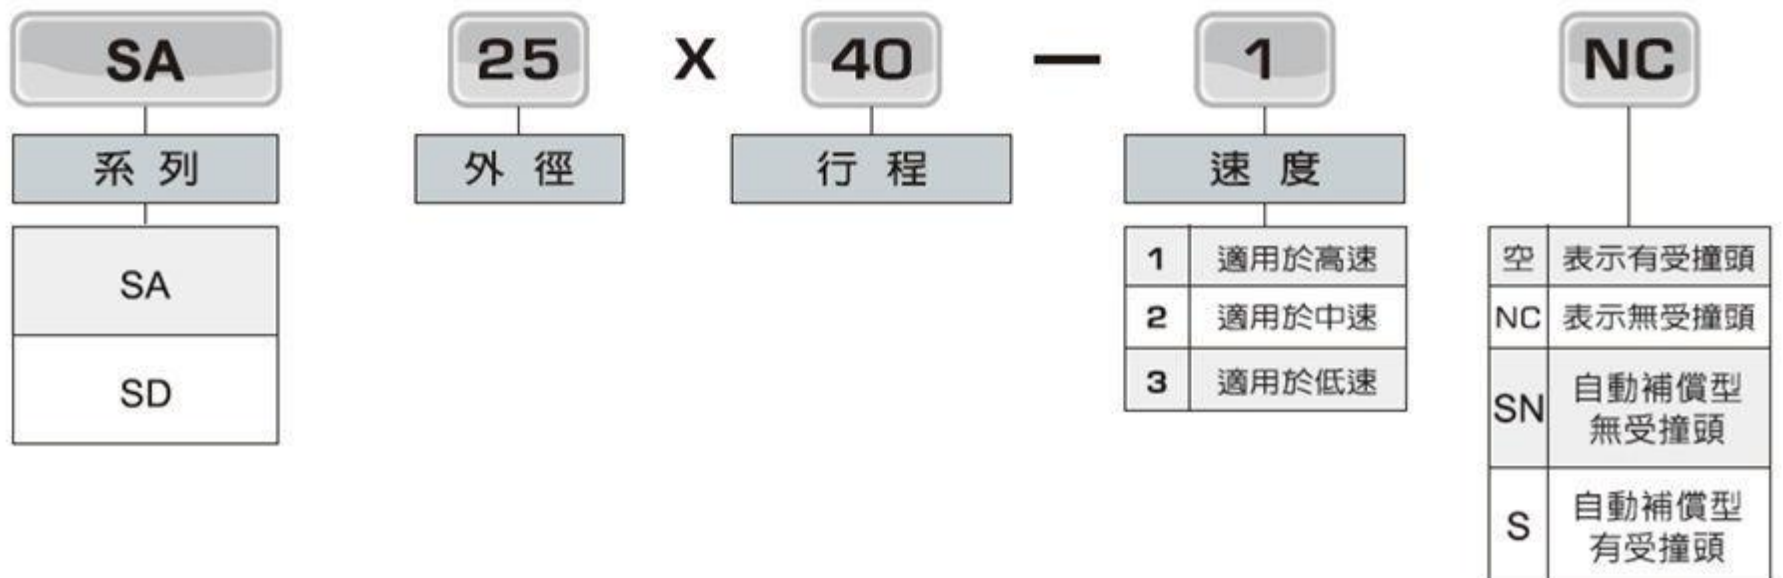 SA 25 X 40 — 1 NC
系列 外徑 行程 速度
SA
SD
1 適用於高速
2 適用於中速
3 適用於低速
空 表示有受撞頭
NC 表示無受撞頭
SN 自動補償型
無受撞頭
S 自動補償型
有受撞頭